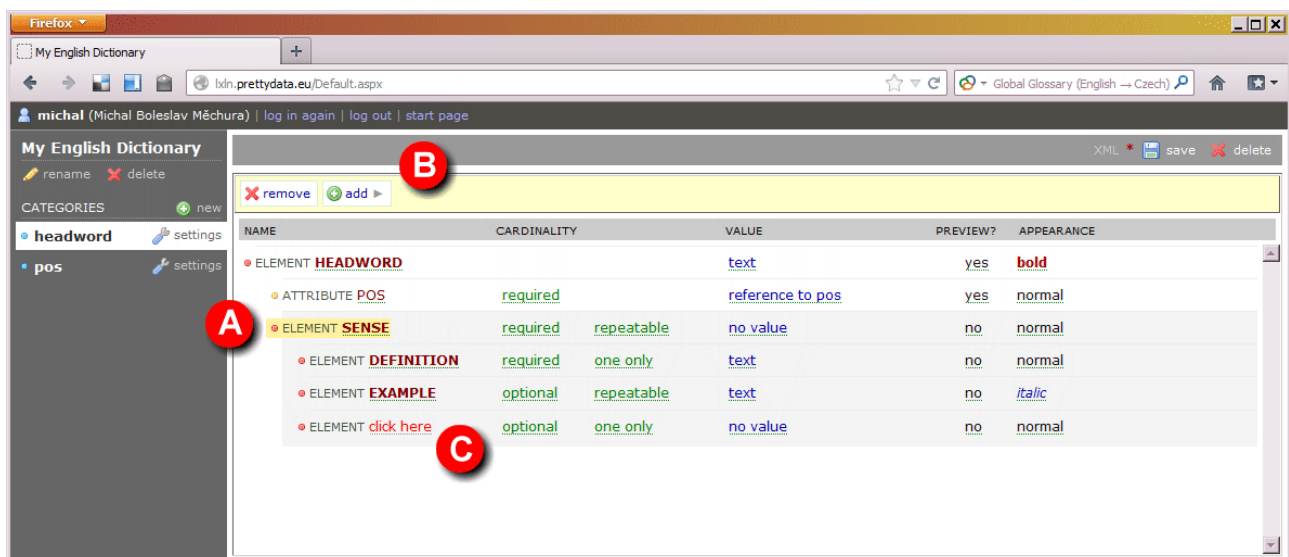 Firefox
My English Dictionary +
lxln.prettydata.eu/Default.aspx Global Glossary (English → Czech)
michal (Michal Boleslav Měchura) | log in again | log out | start page
My English Dictionary XML * save delete
rename delete B
remove add
CATEGORIES new
NAME CARDINALITY VALUE PREVIEW? APPEARANCE
headword settings
ELEMENT HEADWORD text yes bold
pos settings
ATTRIBUTE POS required reference to pos yes normal
A ELEMENT SENSE required repeatable no value no normal
ELEMENT DEFINITION required one only text no normal
ELEMENT EXAMPLE optional repeatable text no italic
ELEMENT click here optional one only no value no normal
C